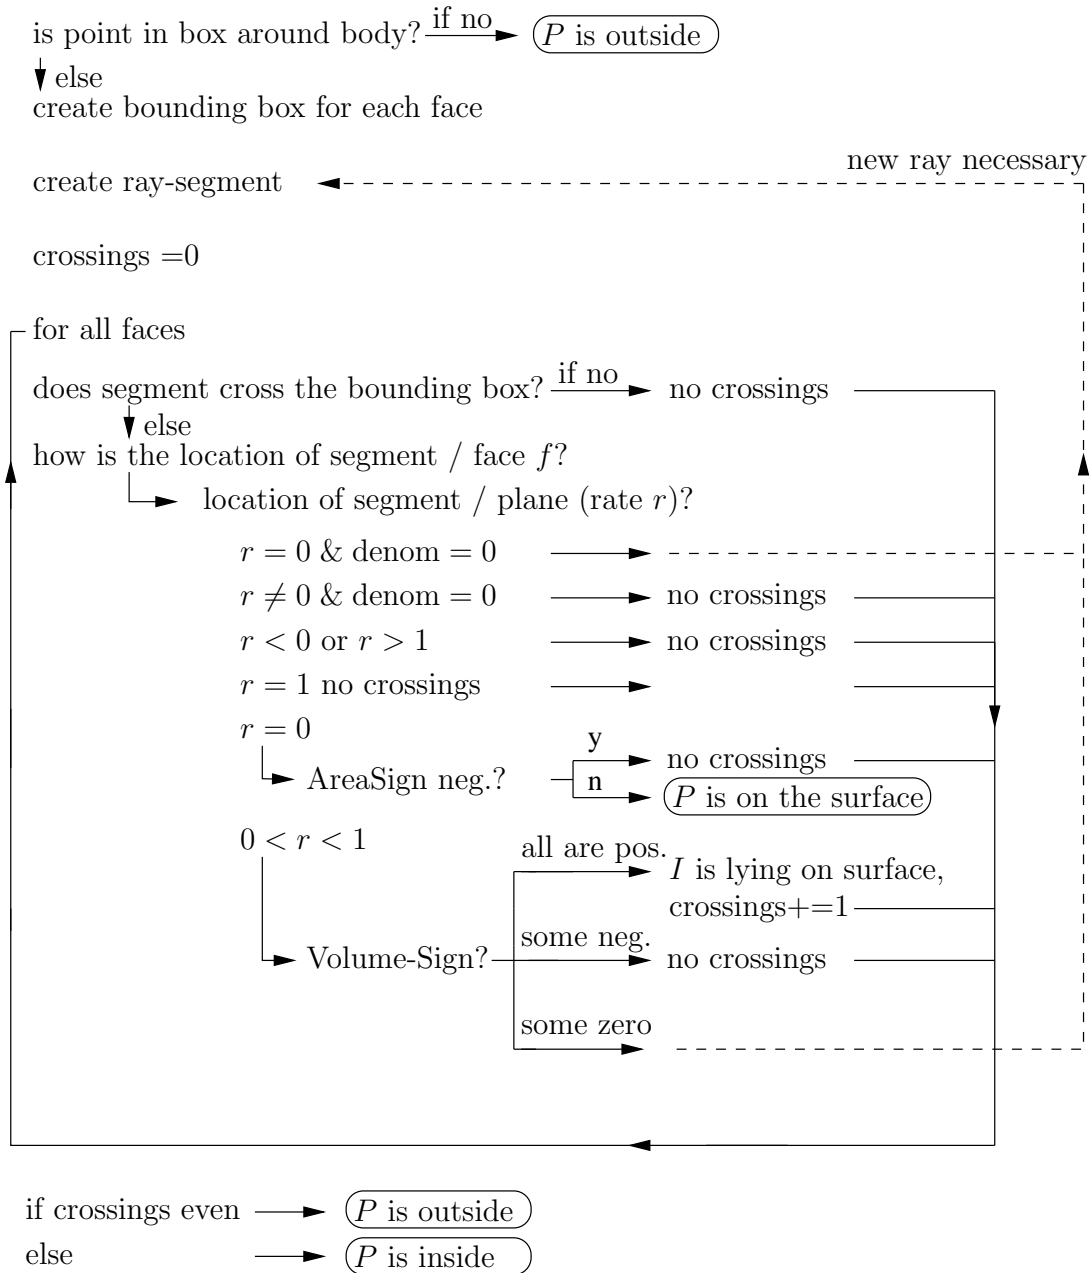 is point in box around body? if no P is outside
else
create bounding box for each face
new ray necessary
create ray-segment
crossings =0
for all faces
does segment cross the bounding box? if no no crossings
else
how is the location of segment / face f?
location of segment / plane (rate r)?
r = 0 & denom = 0
r ≠ 0 & denom = 0 no crossings
r < 0 or r > 1 no crossings
r = 1 no crossings
r = 0
y no crossings
AreaSign neg.? n P is on the surface
0 < r < 1
all are pos. I is lying on surface,
crossings+=1
some neg.
Volume-Sign? no crossings
some zero
if crossings even P is outside
else P is inside